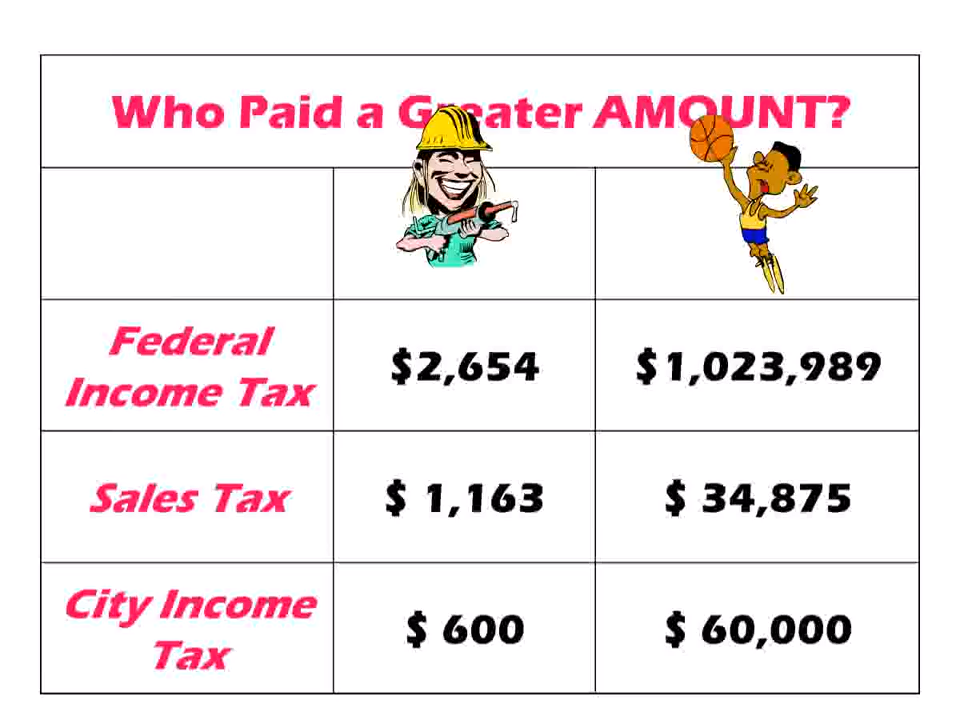 Who Paid a Greater AMOUNT?
Federal
Income Tax
$2,654
$1,023,989
Sales Tax
$ 1,163
$ 34,875
City Income
Tax
$ 600
$ 60,000